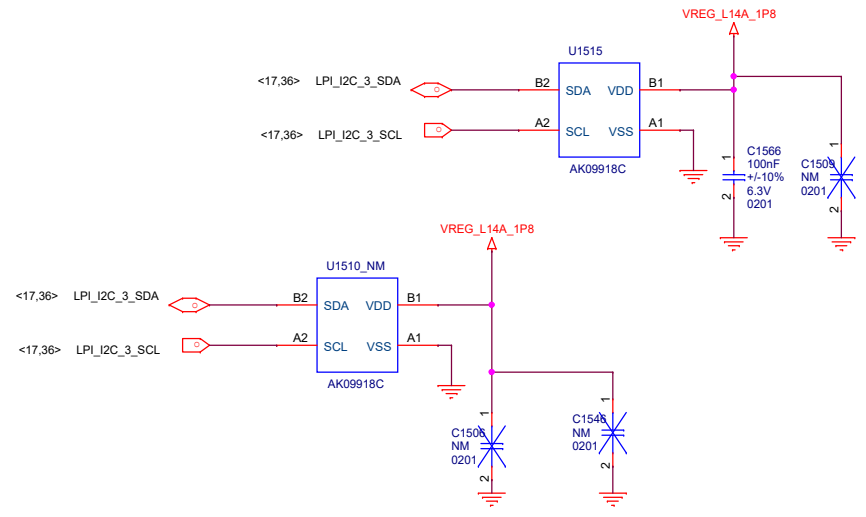 VREG_L14A_1P8
U1515
<17,36> LPI_I2C_3_SDA
B2 SDA VDD B1
<17,36> LPI_I2C_3_SCL
A2 SCL VSS A1
AK09918C
1
C1566
100nF
+/-10%
6.3V
0201
2
1
C1509
NM
0201
2
VREG_L14A_1P8
U1510_NM
<17,36> LPI_I2C_3_SDA
B2 SDA VDD B1
<17,36> LPI_I2C_3_SCL
A2 SCL VSS A1
AK09918C
1
C1506
NM
0201
2
1
C1546
NM
0201
2